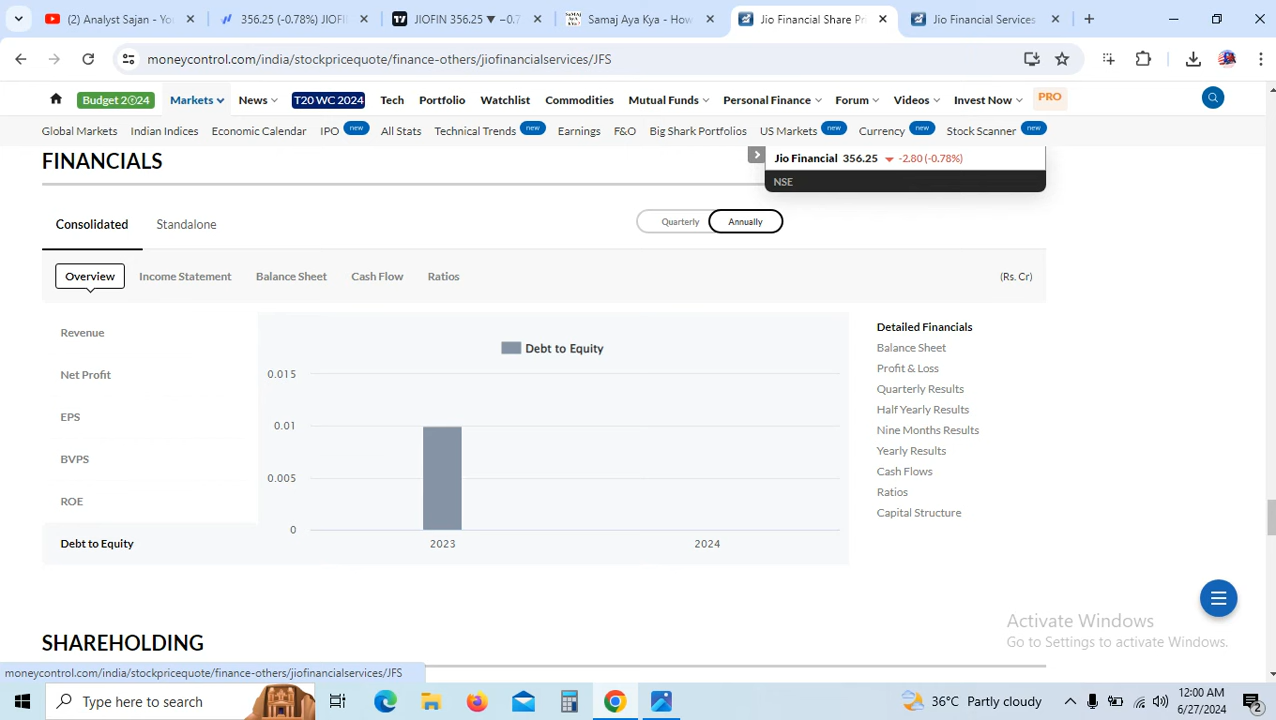 (2) Analyst Sajan - Yo
356.25 (-0.78%) JIOFI
JIOFIN 356.25 ▼ −0.7
Samaj Aya Kya - How
Jio Financial Share Pr
Jio Financial Services
moneycontrol.com/india/stockpricequote/finance-others/jiofinancialservices/JFS
Budget 2024 Markets News T20 WC 2024 Tech Portfolio Watchlist Commodities Mutual Funds Personal Finance Forum Videos Invest Now PRO
Global Markets Indian Indices Economic Calendar IPO new All Stats Technical Trends new Earnings F&O Big Shark Portfolios US Markets new Currency new Stock Scanner new
FINANCIALS
Jio Financial 356.25 ▼ -2.80 (-0.78%)
NSE
Consolidated Standalone Quarterly Annually
Overview Income Statement Balance Sheet Cash Flow Ratios (Rs. Cr)
Revenue
Net Profit
EPS
BVPS
ROE
Debt to Equity
Debt to Equity
0.015
0.01
0.005
0
2023 2024
Detailed Financials
Balance Sheet
Profit & Loss
Quarterly Results
Half Yearly Results
Nine Months Results
Yearly Results
Cash Flows
Ratios
Capital Structure
SHAREHOLDING
Activate Windows
Go to Settings to activate Windows.
moneycontrol.com/india/stockpricequote/finance-others/jiofinancialservices/JFS
Type here to search
36°C Partly cloudy
12:00 AM
6/27/2024
2